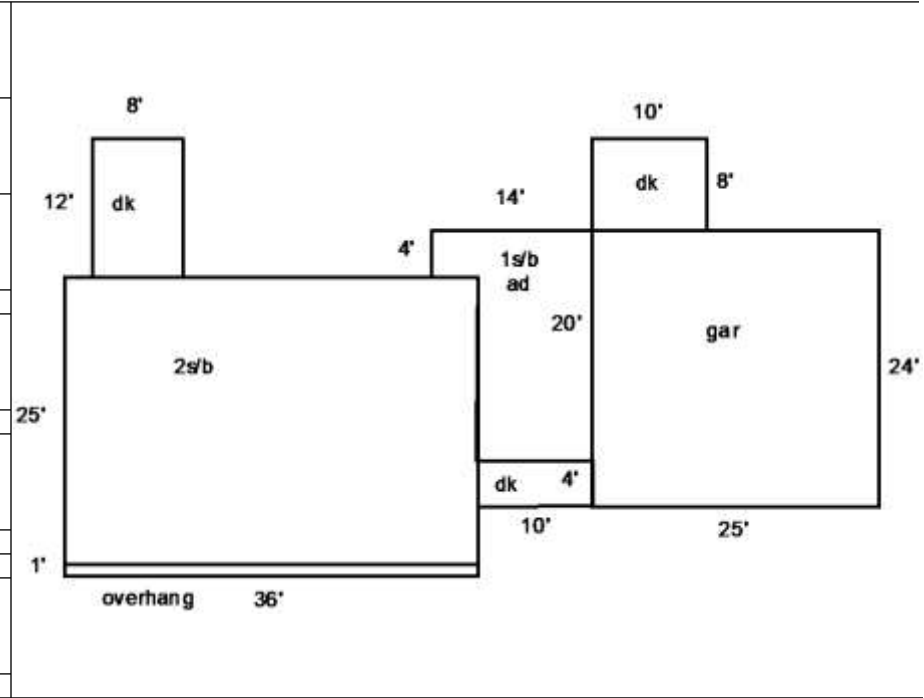 8'
10'
12'
dk
14'
dk
8'
4'
1s/b
ad
20'
gar
24'
2s/b
25'
dk
4'
10'
25'
1'
overhang
36'